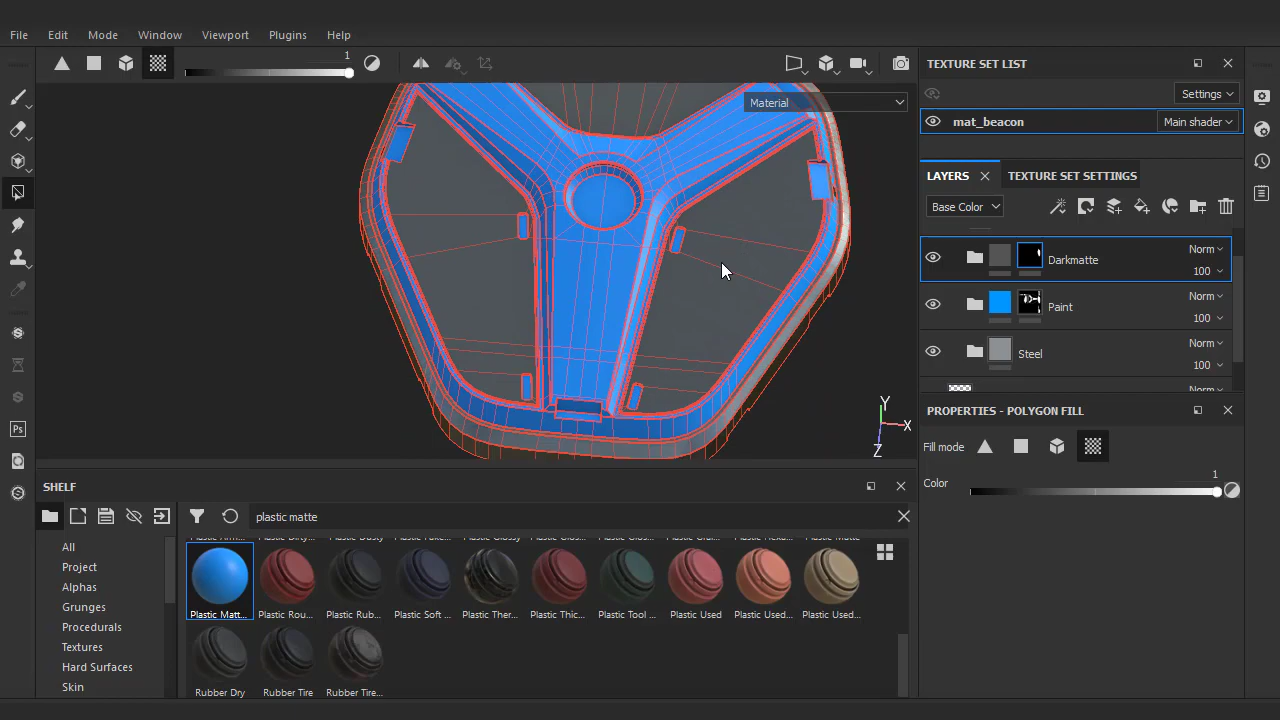 File Edit Mode Window Viewport Plugins Help
1
Material
TEXTURE SET LIST
Settings
mat_beacon Main shader
LAYERS TEXTURE SET SETTINGS
Base Color
Norm
Darkmatte
100
Norm
Paint
100
Norm
Steel
100
PROPERTIES - POLYGON FILL
Fill mode
Color 1
Y
X
Z
SHELF
plastic matte
All
Project
Alphas
Grunges
Procedurals
Textures
Hard Surfaces
Skin
Plastic Matt... Plastic Rou... Plastic Rub... Plastic Soft ... Plastic Ther... Plastic Thic... Plastic Tool ... Plastic Used Plastic Used... Plastic Used...
Rubber Dry Rubber Tire Rubber Tire...